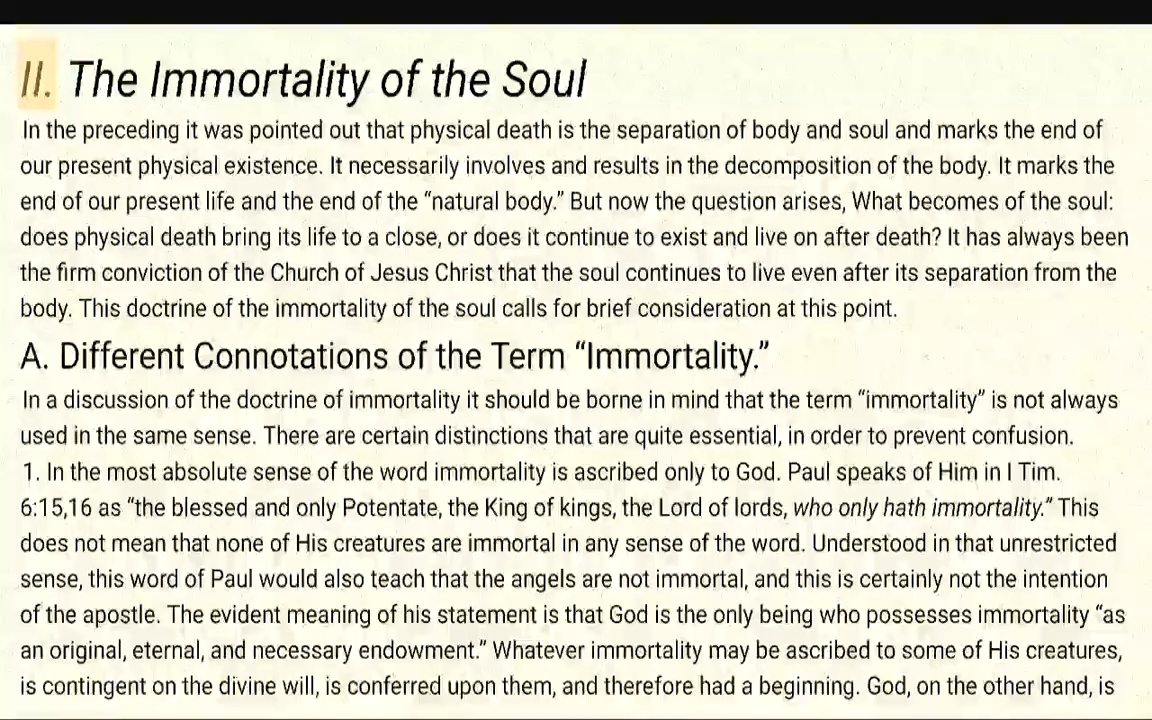 II. The Immortality of the Soul
In the preceding it was pointed out that physical death is the separation of body and soul and marks the end of
our present physical existence. It necessarily involves and results in the decomposition of the body. It marks the
end of our present life and the end of the “natural body.” But now the question arises, What becomes of the soul:
does physical death bring its life to a close, or does it continue to exist and live on after death? It has always been
the firm conviction of the Church of Jesus Christ that the soul continues to live even after its separation from the
body. This doctrine of the immortality of the soul calls for brief consideration at this point.
A. Different Connotations of the Term “Immortality.”
In a discussion of the doctrine of immortality it should be borne in mind that the term “immortality” is not always
used in the same sense. There are certain distinctions that are quite essential, in order to prevent confusion.
1. In the most absolute sense of the word immortality is ascribed only to God. Paul speaks of Him in I Tim.
6:15,16 as “the blessed and only Potentate, the King of kings, the Lord of lords, who only hath immortality.” This
does not mean that none of His creatures are immortal in any sense of the word. Understood in that unrestricted
sense, this word of Paul would also teach that the angels are not immortal, and this is certainly not the intention
of the apostle. The evident meaning of his statement is that God is the only being who possesses immortality “as
an original, eternal, and necessary endowment.” Whatever immortality may be ascribed to some of His creatures,
is contingent on the divine will, is conferred upon them, and therefore had a beginning. God, on the other hand, is